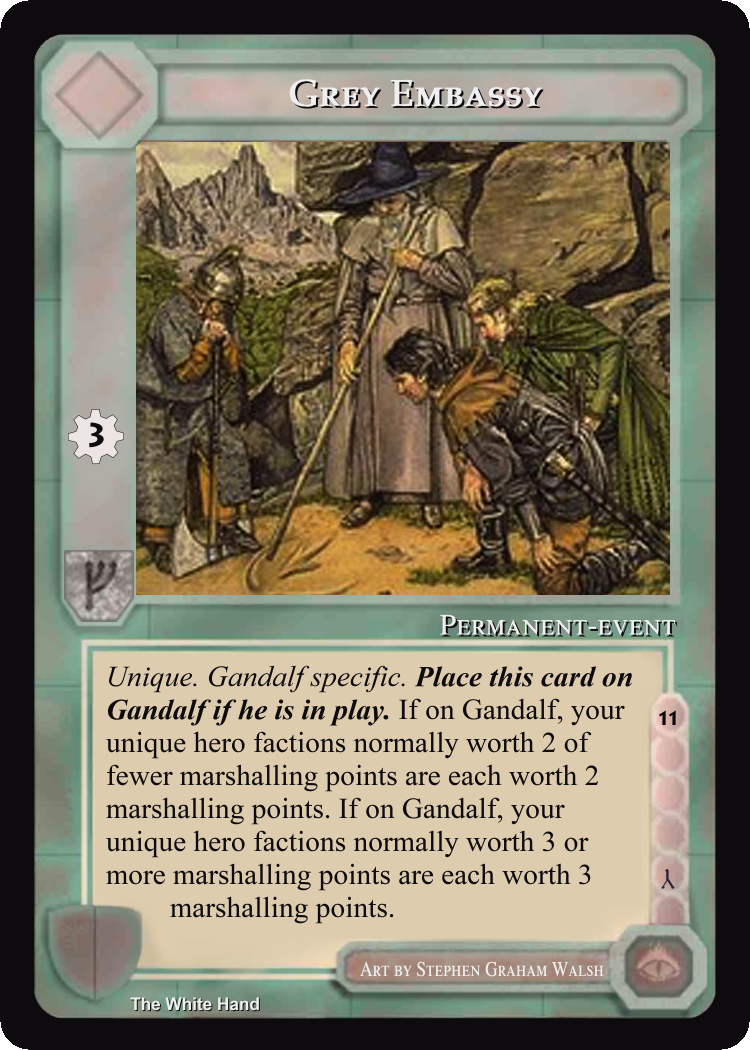 Grey Embassy
3
Permanent-event
Unique. Gandalf specific. Place this card on
Gandalf if he is in play. If on Gandalf, your
unique hero factions normally worth 2 of
fewer marshalling points are each worth 2
marshalling points. If on Gandalf, your
unique hero factions normally worth 3 or
more marshalling points are each worth 3
marshalling points.
11
Art by Stephen Graham Walsh
The White Hand